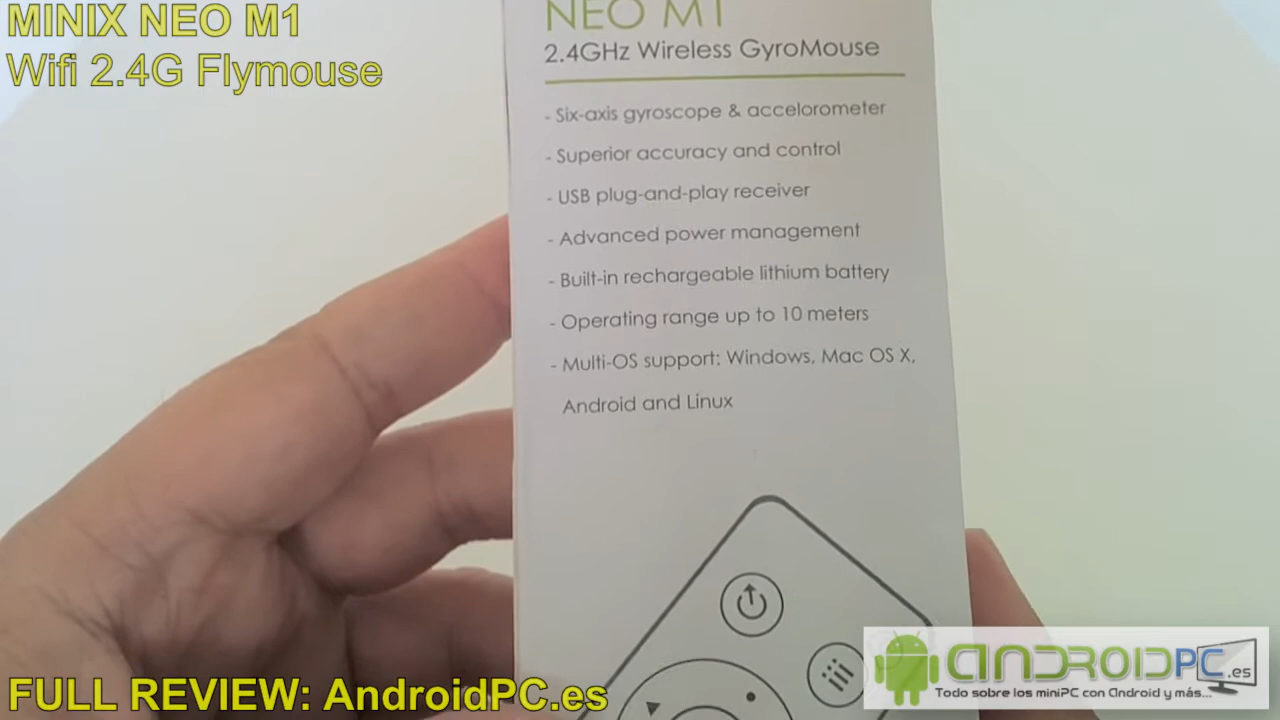 MINIX NEO M1
Wifi 2.4G Flymouse
NEO M1
2.4GHz Wireless GyroMouse
- Six-axis gyroscope & accelorometer
- Superior accuracy and control
- USB plug-and-play receiver
- Advanced power management
- Built-in rechargeable lithium battery
- Operating range up to 10 meters
- Multi-OS support: Windows, Mac OS X,
Android and Linux
FULL REVIEW: AndroidPC.es
ANDROIDPC.es
Todo sobre los miniPC con Android y más...